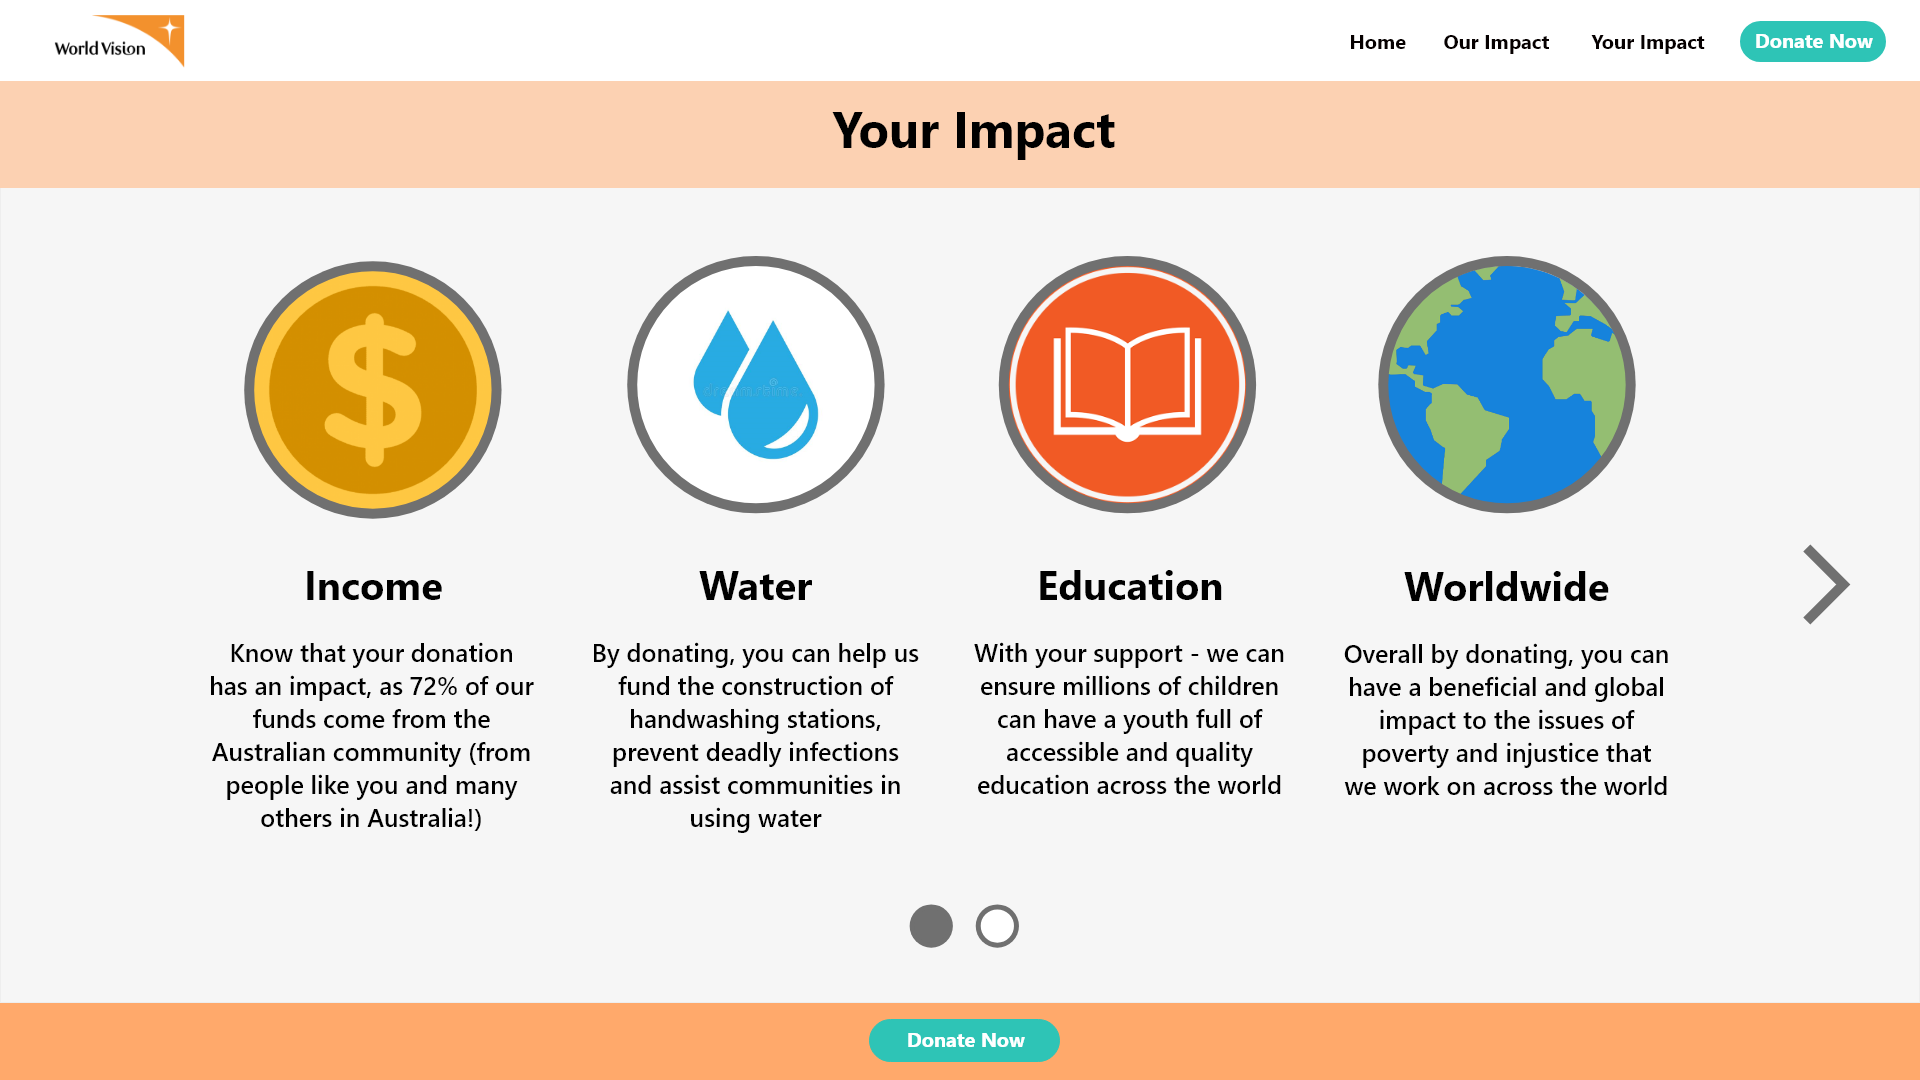 World Vision
Home
Our Impact
Your Impact
Donate Now
Your Impact
Income
Know that your donation
has an impact, as 72% of our
funds come from the
Australian community (from
people like you and many
others in Australia!)
Water
By donating, you can help us
fund the construction of
handwashing stations,
prevent deadly infections
and assist communities in
using water
Education
With your support - we can
ensure millions of children
can have a youth full of
accessible and quality
education across the world
Worldwide
Overall by donating, you can
have a beneficial and global
impact to the issues of
poverty and injustice that
we work on across the world
Donate Now